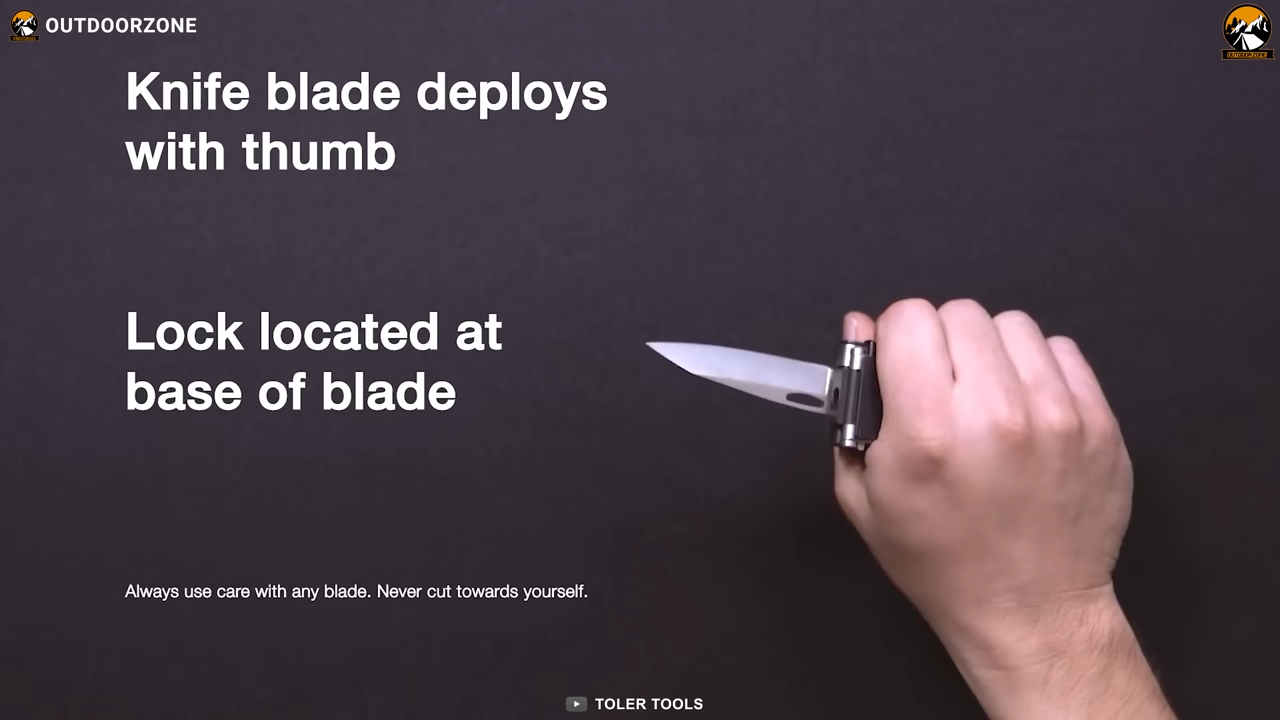 OUTDOORZONE
Knife blade deploys
with thumb
Lock located at
base of blade
Always use care with any blade. Never cut towards yourself.
TOLER TOOLS
OUTDOORZONE